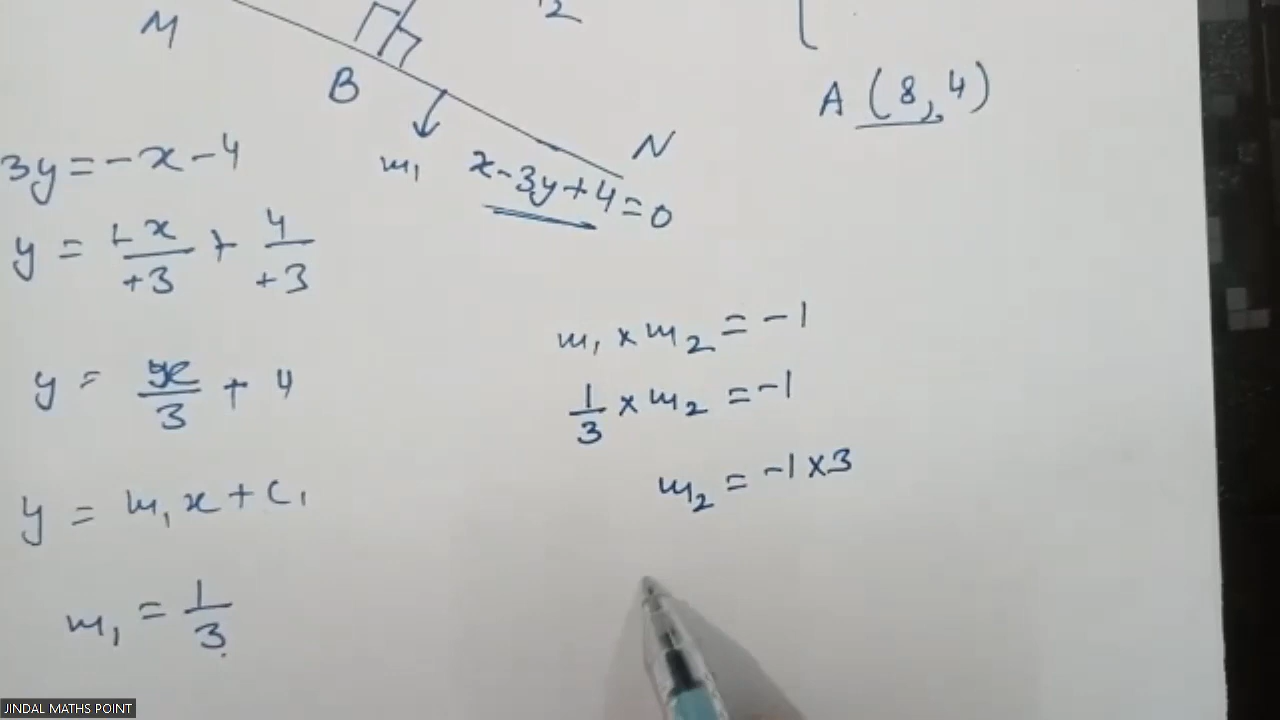 M
2
B
A (8, 4)
m₁
N
x-3y+4=0
3y=-x-4
y = +x/+3 + 4/+3
y = x/3 + 4
y = m₁x+c₁
m₁ = 1/3
m₁ × m₂ = -1
1/3 × m₂ = -1
m₂ = -1×3
JINDAL MATHS POINT